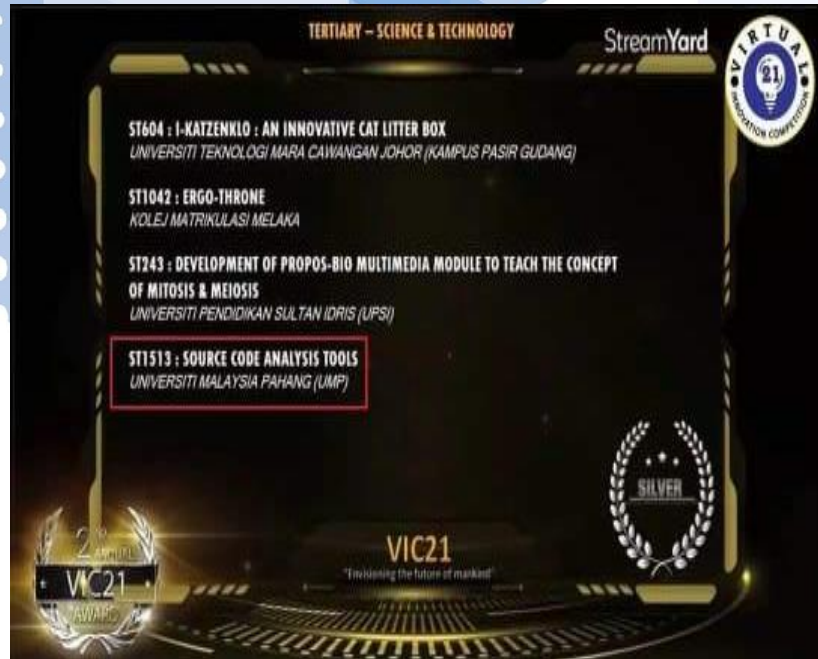 TERTIARY – SCIENCE & TECHNOLOGY
StreamYard
VIRTUAL
21
INNOVATION COMPETITION
ST604 : I-KATZENKLO : AN INNOVATIVE CAT LITTER BOX
UNIVERSITI TEKNOLOGI MARA CAWANGAN JOHOR (KAMPUS PASIR GUDANG)
ST1042 : ERGO-THRONE
KOLEJ MATRIKULASI MELAKA
ST243 : DEVELOPMENT OF PROPOS-BIO MULTIMEDIA MODULE TO TEACH THE CONCEPT
OF MITOSIS & MEIOSIS
UNIVERSITI PENDIDIKAN SULTAN IDRIS (UPSI)
ST1513 : SOURCE CODE ANALYSIS TOOLS
UNIVERSITI MALAYSIA PAHANG (UMP)
SILVER
2ND
ANNUAL
VIC21
AWARD
VIC21
"Envisioning the future of mankind"